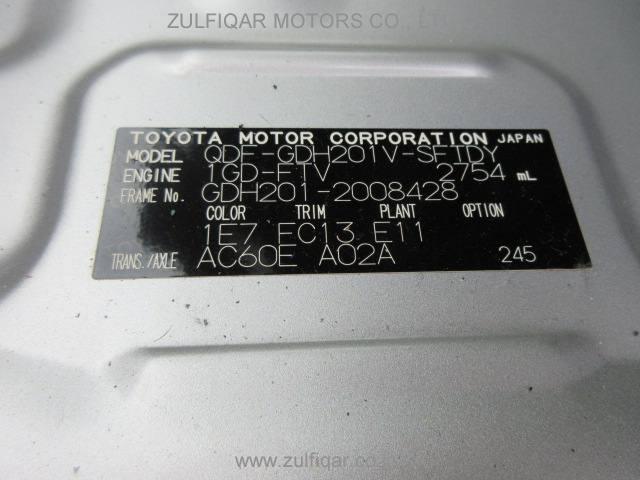 ZULFIQAR MOTORS CO., LTD.
TOYOTA MOTOR CORPORATION JAPAN
MODEL QDF-GDH201V-SFTDY
ENGINE 1GD-FTV 2754 mL
FRAME No. GDH201-2008428
COLOR TRIM PLANT OPTION
1E7 FC13 E11
TRANS./AXLE AC60E A02A 245
www.zulfiqar.co